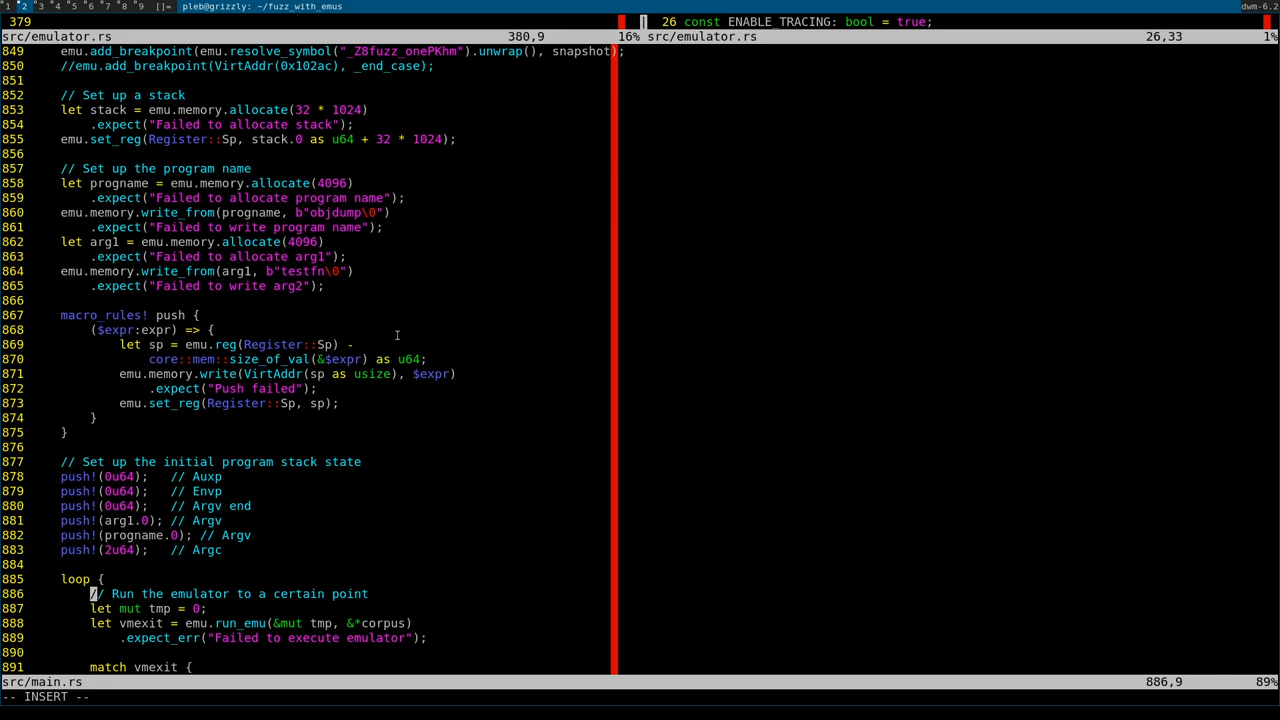 1 2 3 4 5 6 7 8 9 []= pleb@grizzly: ~/fuzz_with_emus dwm-6.2
379 26 const ENABLE_TRACING: bool = true;
src/emulator.rs 380,9 16% src/emulator.rs 26,33 1%
849 emu.add_breakpoint(emu.resolve_symbol("_Z8fuzz_onePKhm").unwrap(), snapshot);
850 //emu.add_breakpoint(VirtAddr(0x102ac), _end_case);
851
852 // Set up a stack
853 let stack = emu.memory.allocate(32 * 1024)
854 .expect("Failed to allocate stack");
855 emu.set_reg(Register::Sp, stack.0 as u64 + 32 * 1024);
856
857 // Set up the program name
858 let progname = emu.memory.allocate(4096)
859 .expect("Failed to allocate program name");
860 emu.memory.write_from(progname, b"objdump\0")
861 .expect("Failed to write program name");
862 let arg1 = emu.memory.allocate(4096)
863 .expect("Failed to allocate arg1");
864 emu.memory.write_from(arg1, b"testfn\0")
865 .expect("Failed to write arg2");
866
867 macro_rules! push {
868 ($expr:expr) => {
869 let sp = emu.reg(Register::Sp) -
870 core::mem::size_of_val(&$expr) as u64;
871 emu.memory.write(VirtAddr(sp as usize), $expr)
872 .expect("Push failed");
873 emu.set_reg(Register::Sp, sp);
874 }
875 }
876
877 // Set up the initial program stack state
878 push!(0u64); // Auxp
879 push!(0u64); // Envp
880 push!(0u64); // Argv end
881 push!(arg1.0); // Argv
882 push!(progname.0); // Argv
883 push!(2u64); // Argc
884
885 loop {
886 // Run the emulator to a certain point
887 let mut tmp = 0;
888 let vmexit = emu.run_emu(&mut tmp, &*corpus)
889 .expect_err("Failed to execute emulator");
890
891 match vmexit {
src/main.rs 886,9 89%
-- INSERT --